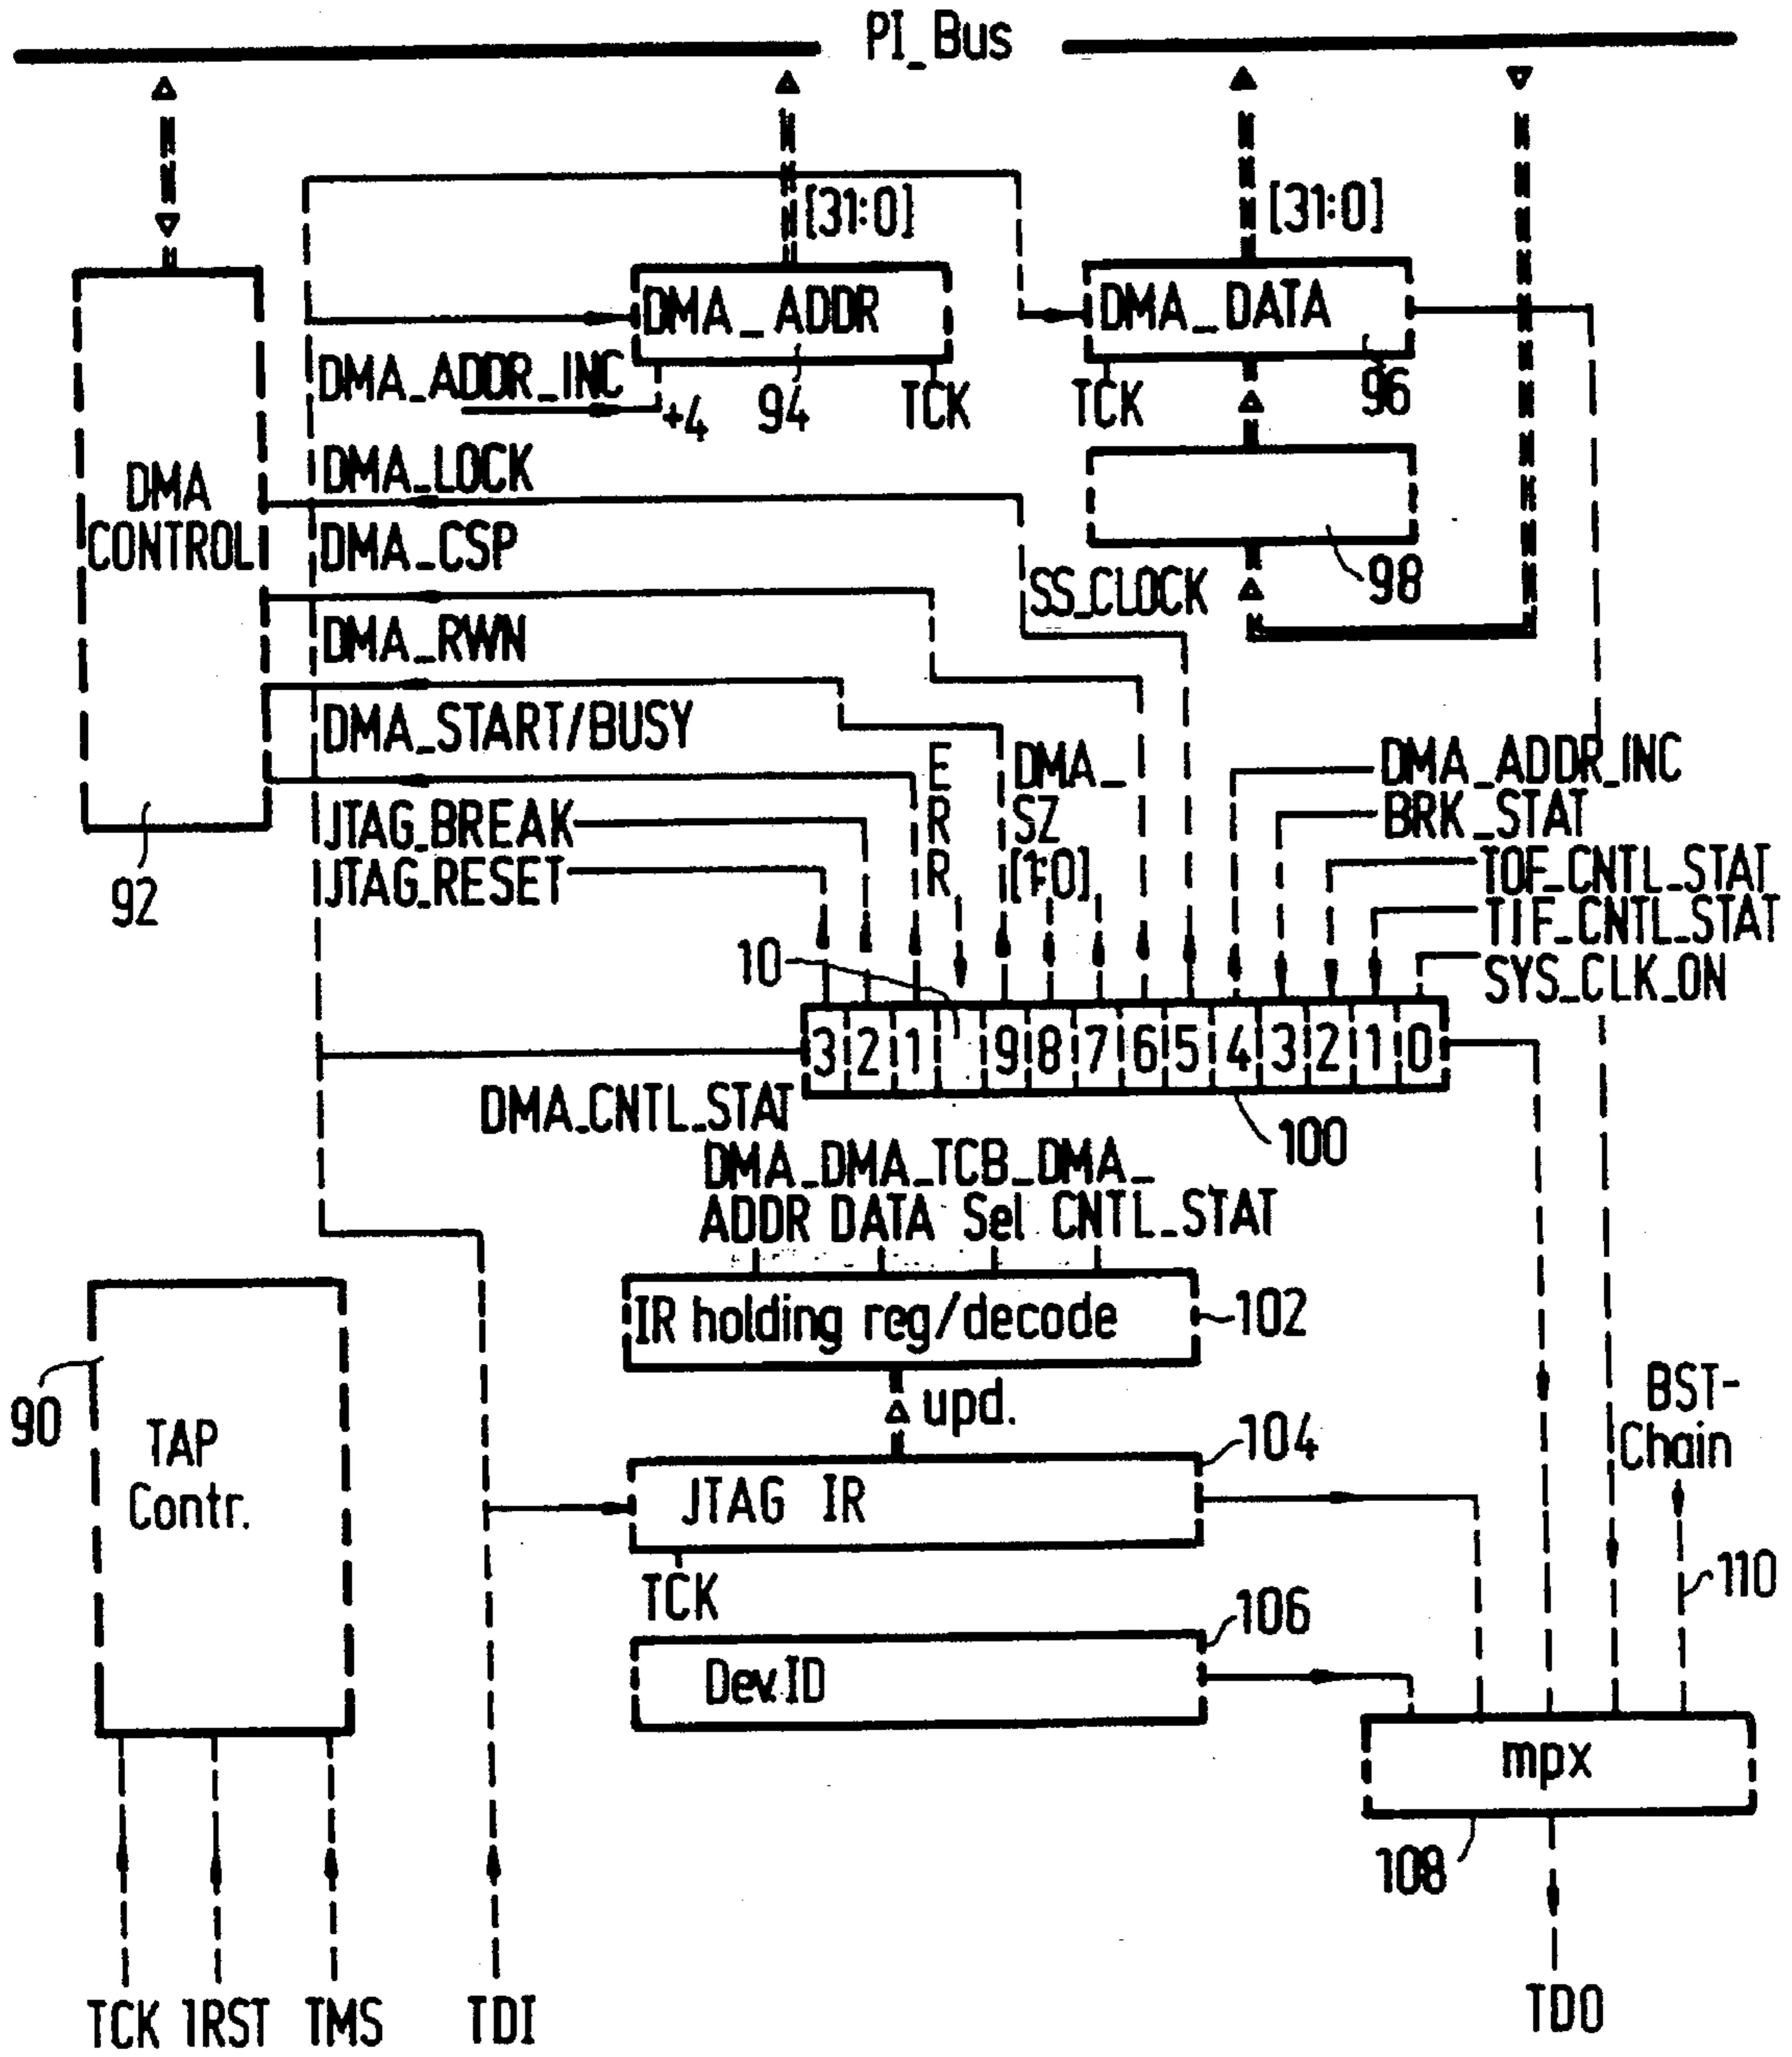 PI_Bus
[31:0]
[31:0]
DMA_ADDR
DMA_DATA
DMA_ADDR_INC
+4
94
TCK
TCK
96
DMA
CONTROL
DMA_LOCK
DMA_CSP
SS_CLOCK
98
DMA_RWN
DMA_START/BUSY
E
R
R
DMA_
SZ
[1:0]
DMA_ADDR_INC
BRK_STAT
JTAG_BREAK
JTAG_RESET
TOF_CNTL_STAT
TIF_CNTL_STAT
SYS_CLK_ON
92
10
3 2 1 9 8 7 6 5 4 3 2 1 0
DMA_CNTL_STAT
100
DMA_DMA_TCB_DMA_
ADDR DATA Sel CNTL_STAT
IR holding reg/decode
102
upd.
90
TAP
Contr.
JTAG IR
104
BST-
Chain
TCK
110
106
Dev.ID
mpx
108
TCK 1RST TMS TDI TDO